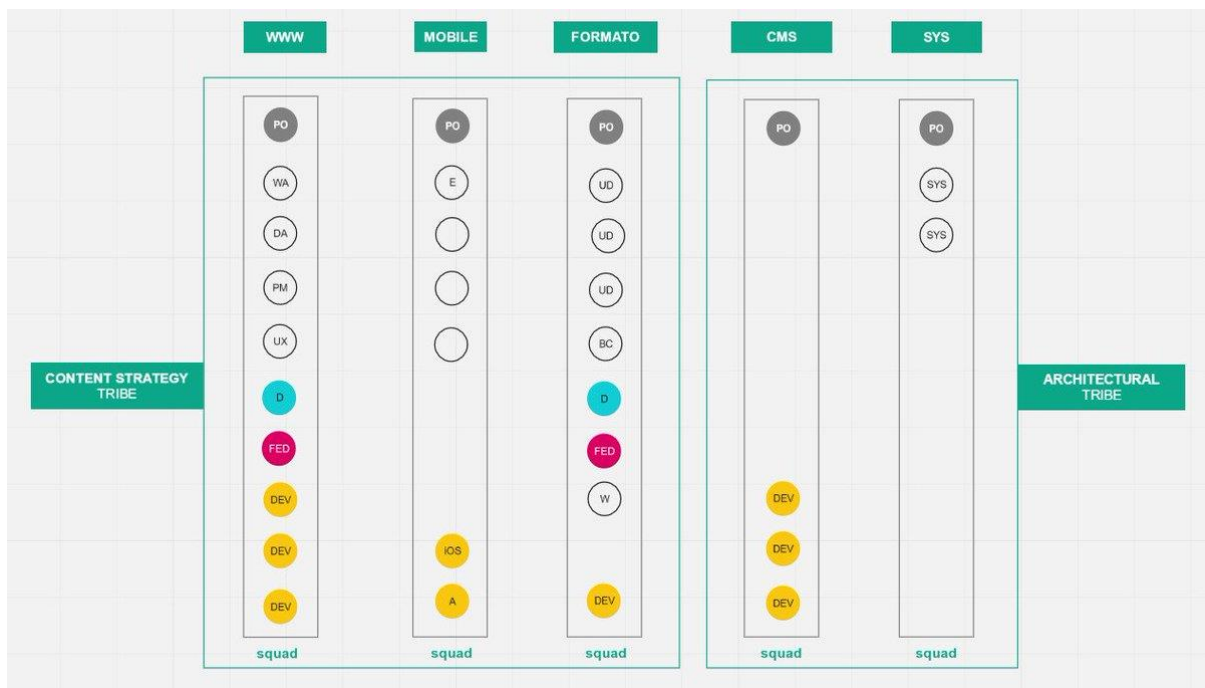 WWW
MOBILE
FORMATO
CMS
SYS
PO
PO
PO
PO
PO
WA
E
UD
SYS
DA
UD
SYS
PM
UD
UX
BC
CONTENT STRATEGY
TRIBE
ARCHITECTURAL
TRIBE
D
D
FED
FED
DEV
W
DEV
DEV
iOS
DEV
DEV
A
DEV
DEV
squad
squad
squad
squad
squad